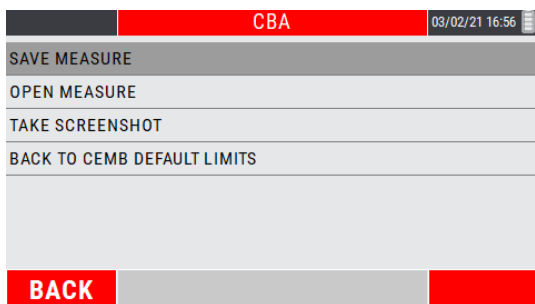 CBA
03/02/21 16:56
SAVE MEASURE
OPEN MEASURE
TAKE SCREENSHOT
BACK TO CEMB DEFAULT LIMITS
BACK